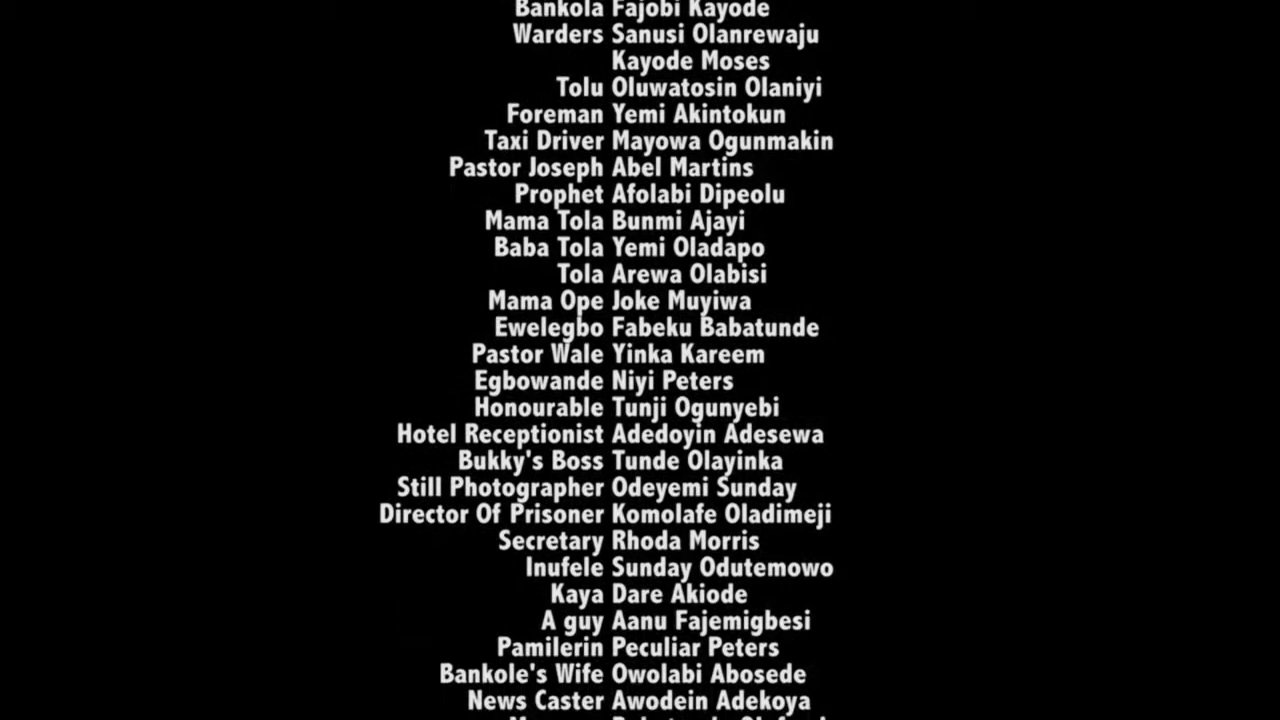 Bankola Fajobi Kayode
Warders Sanusi Olanrewaju
Kayode Moses
Tolu Oluwatosin Olaniyi
Foreman Yemi Akintokun
Taxi Driver Mayowa Ogunmakin
Pastor Joseph Abel Martins
Prophet Afolabi Dipeolu
Mama Tola Bunmi Ajayi
Baba Tola Yemi Oladapo
Tola Arewa Olabisi
Mama Ope Joke Muyiwa
Ewelegbo Fabeku Babatunde
Pastor Wale Yinka Kareem
Egbowande Niyi Peters
Honourable Tunji Ogunyebi
Hotel Receptionist Adedoyin Adesewa
Bukky's Boss Tunde Olayinka
Still Photographer Odeyemi Sunday
Director Of Prisoner Komolafe Oladimeji
Secretary Rhoda Morris
Inufele Sunday Odutemowo
Kaya Dare Akiode
A guy Aanu Fajemigbesi
Pamilerin Peculiar Peters
Bankole's Wife Owolabi Abosede
News Caster Awodein Adekoya